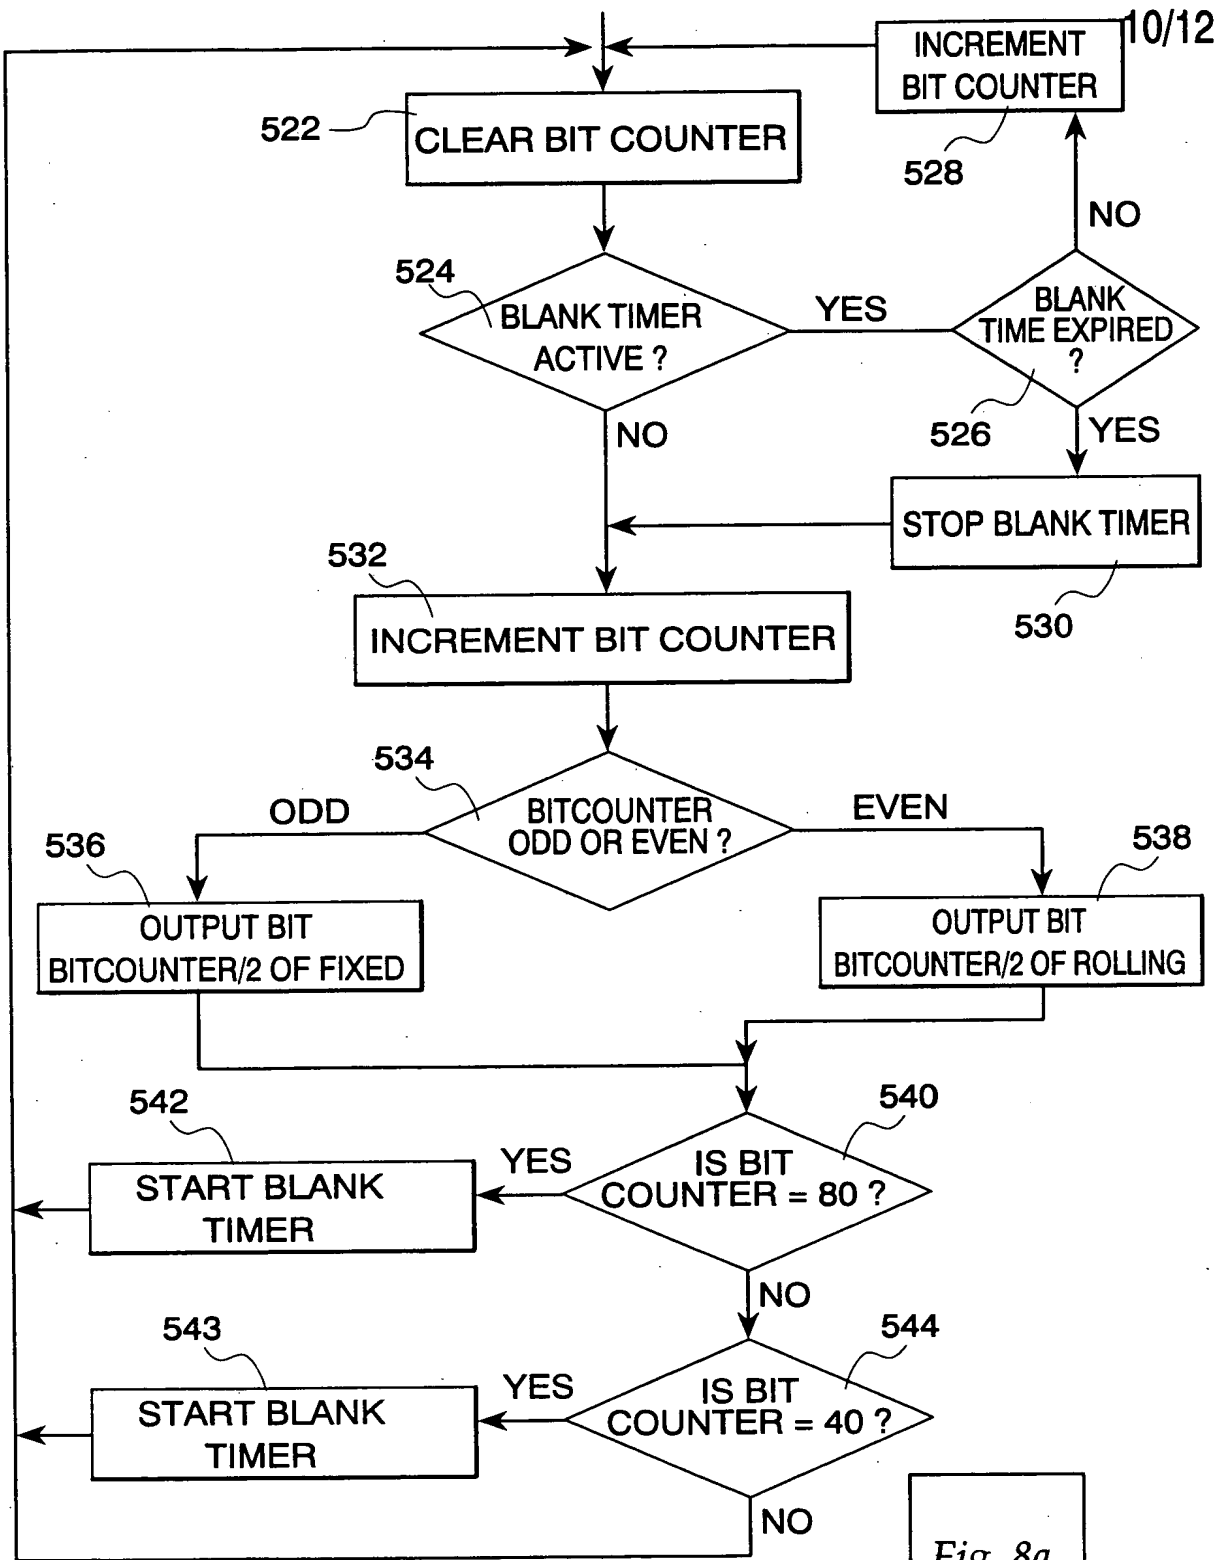 10/12
INCREMENT
BIT COUNTER
528
522
CLEAR BIT COUNTER
NO
524
BLANK TIMER
ACTIVE ?
YES
BLANK
TIME EXPIRED
?
526
YES
NO
STOP BLANK TIMER
530
532
INCREMENT BIT COUNTER
534
BITCOUNTER
ODD OR EVEN ?
ODD
EVEN
536
538
OUTPUT BIT
BITCOUNTER/2 OF FIXED
OUTPUT BIT
BITCOUNTER/2 OF ROLLING
542
540
START BLANK
TIMER
YES
IS BIT
COUNTER = 80 ?
NO
543
544
START BLANK
TIMER
YES
IS BIT
COUNTER = 40 ?
NO
Fig. 8a